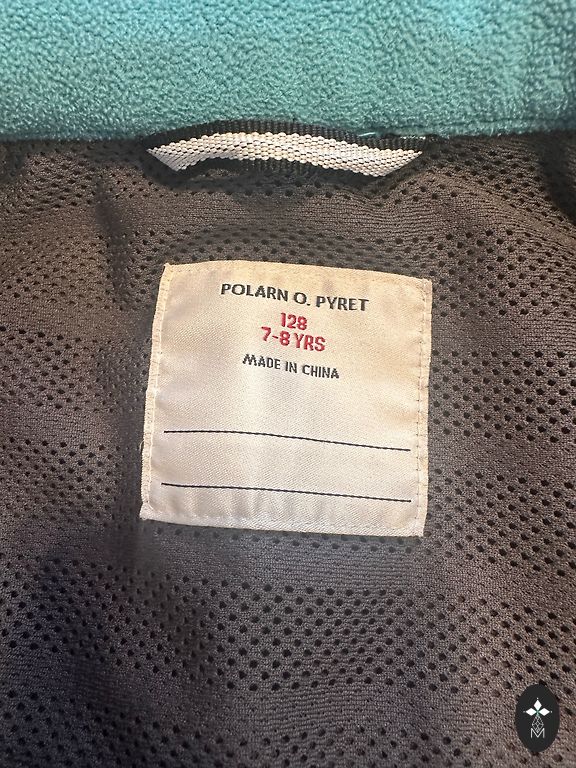 POLARN O. PYRET
128
7-8 YRS
MADE IN CHINA